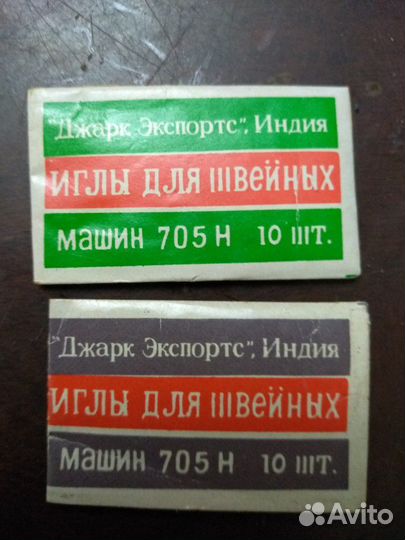 "Джарк Экспортс", Индия
иглы для швейных
машин 705 Н 10 шт.
"Джарк Экспортс", Индия
иглы для швейных
машин 705 Н 10 шт.
Avito